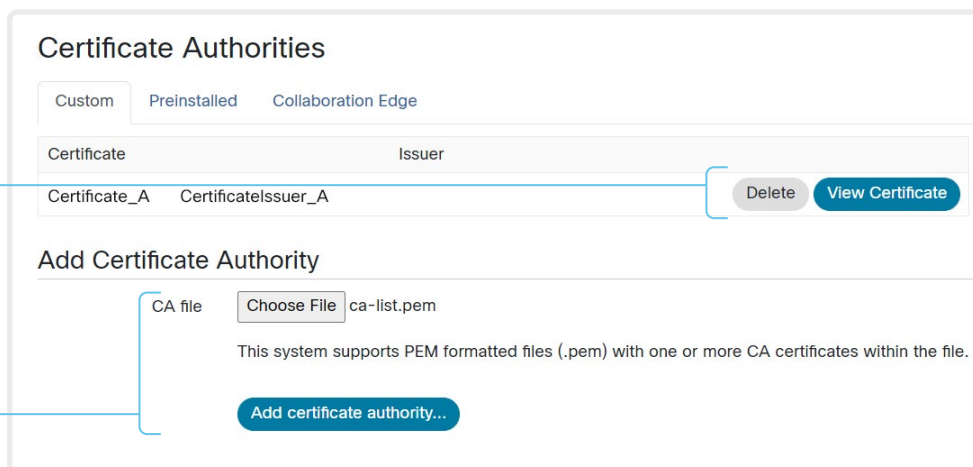 Certificate Authorities
Custom Preinstalled Collaboration Edge
Certificate Issuer
Certificate_A CertificateIssuer_A Delete View Certificate
Add Certificate Authority
CA file Choose File ca-list.pem
This system supports PEM formatted files (.pem) with one or more CA certificates within the file.
Add certificate authority...